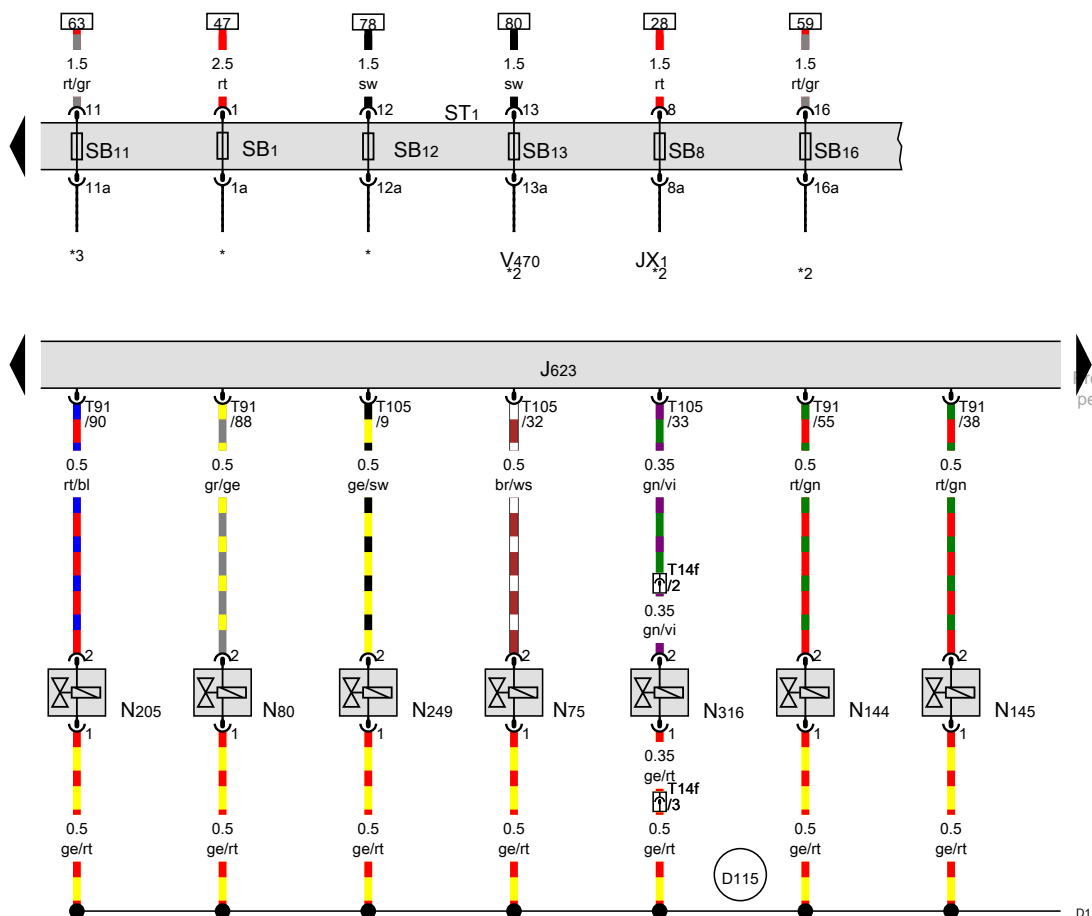 63 47 78 80 28 59
1.5 2.5 1.5 1.5 1.5 1.5
rt/gr rt sw sw rt rt/gr
11 1 12 ST1 13 8 16
SB11 SB1 SB12 SB13 SB8 SB16
11a 1a 12a 13a 8a 16a
*3 * * V470 JX1
*2 *2 *2
J623
T91 T91 T105 T105 T105 T91 T91
/90 /88 /9 /32 /33 /55 /38
0.5 0.5 0.5 0.5 0.35 0.5 0.5
rt/bl gr/ge ge/sw br/ws gn/vi rt/gn rt/gn
T14f
/2
0.35
gn/vi
2 2 2 2 2 2 2
N205 N80 N249 N75 N316 N144 N145
1 1 1 1 1 1 1
0.35
ge/rt
T14f
/3
0.5 0.5 0.5 0.5 0.5 0.5 0.5
ge/rt ge/rt ge/rt ge/rt ge/rt ge/rt ge/rt
D115